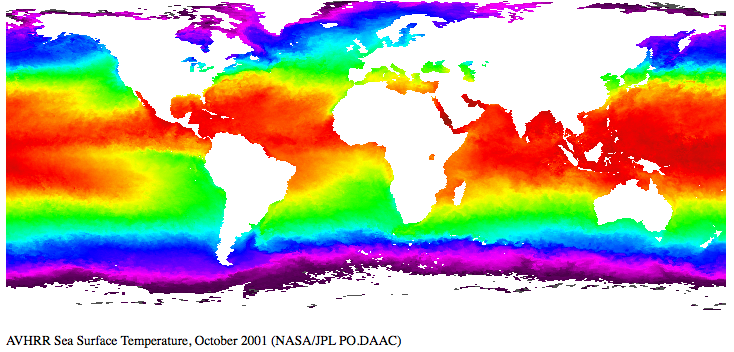 AVHRR Sea Surface Temperature, October 2001 (NASA/JPL PO.DAAC)